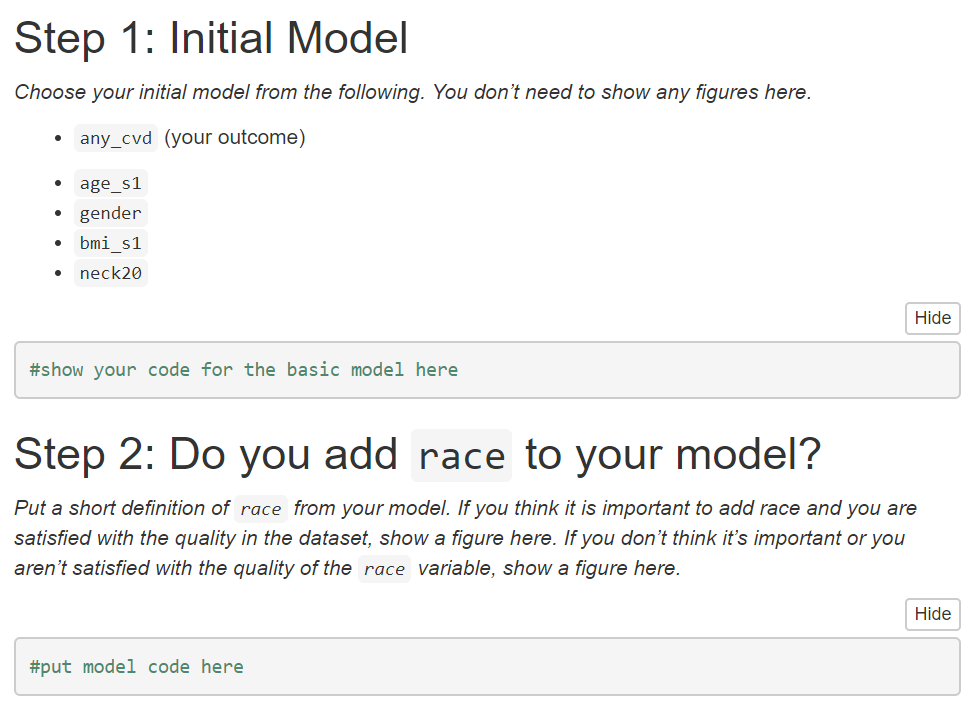 Step 1: Initial Model
Choose your initial model from the following. You don’t need to show any figures here.
• any_cvd (your outcome)
• age_s1
• gender
• bmi_s1
• neck20
Hide
#show your code for the basic model here
Step 2: Do you add race to your model?
Put a short definition of race from your model. If you think it is important to add race and you are
satisfied with the quality in the dataset, show a figure here. If you don’t think it’s important or you
aren’t satisfied with the quality of the race variable, show a figure here.
Hide
#put model code here